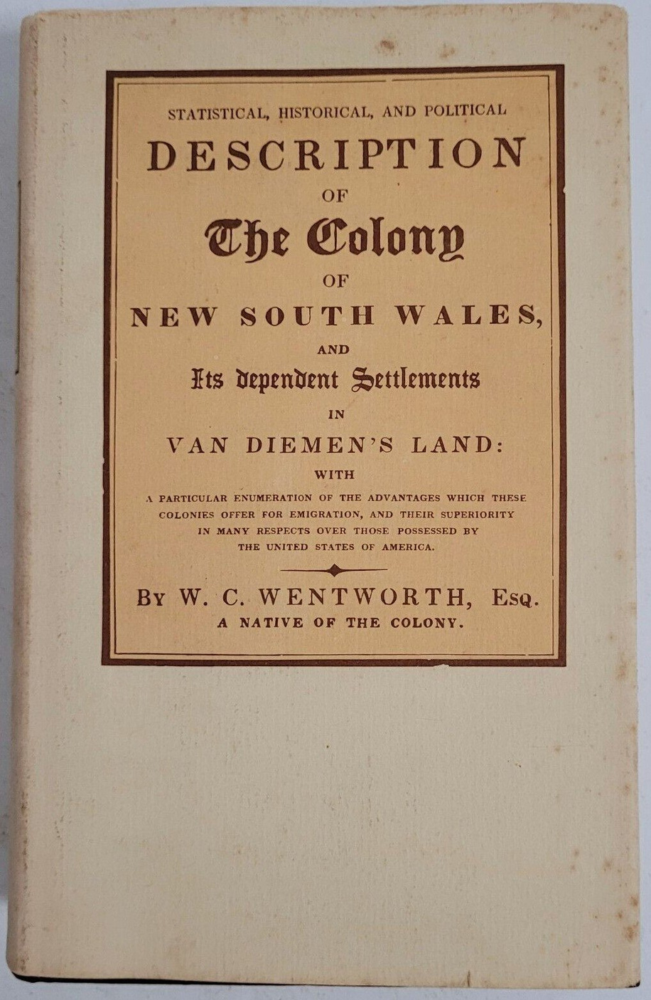 STATISTICAL, HISTORICAL, AND POLITICAL
DESCRIPTION
OF
The Colony
OF
NEW SOUTH WALES,
AND
Its dependent Settlements
IN
VAN DIEMEN'S LAND:
WITH
A PARTICULAR ENUMERATION OF THE ADVANTAGES WHICH THESE
COLONIES OFFER FOR EMIGRATION, AND THEIR SUPERIORITY
IN MANY RESPECTS OVER THOSE POSSESSED BY
THE UNITED STATES OF AMERICA.
BY W. C. WENTWORTH, ESQ.
A NATIVE OF THE COLONY.